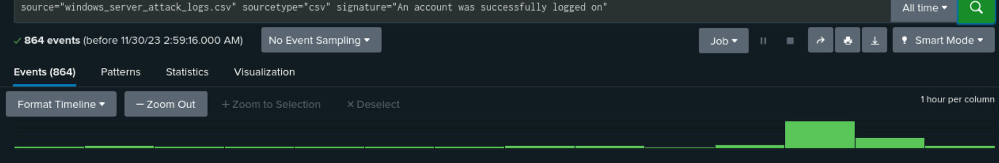 source="windows_server_attack_logs.csv" sourcetype="csv" signature="An account was successfully logged on"
All time
864 events (before 11/30/23 2:59:16.000 AM)
No Event Sampling
Job
Smart Mode
Events (864)
Patterns
Statistics
Visualization
Format Timeline
— Zoom Out
+ Zoom to Selection
× Deselect
1 hour per column